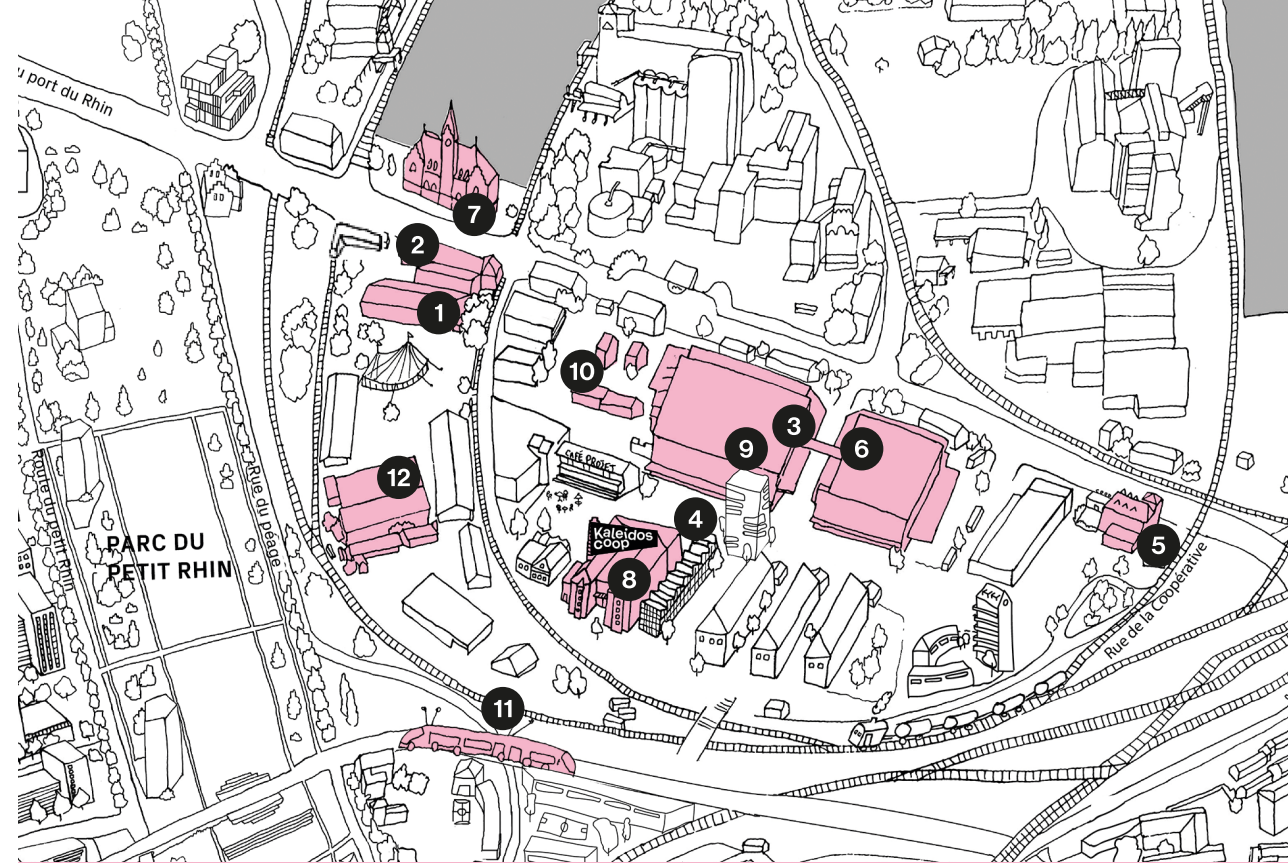 u port du Rhin
7
2
1
10
3
9
6
CAFÉ PROJET
12
4
Kaleidos
coop
5
8
Route du petit Rhin
Rue du péage
PARC DU
PETIT RHIN
Rue de la Coopérative
11